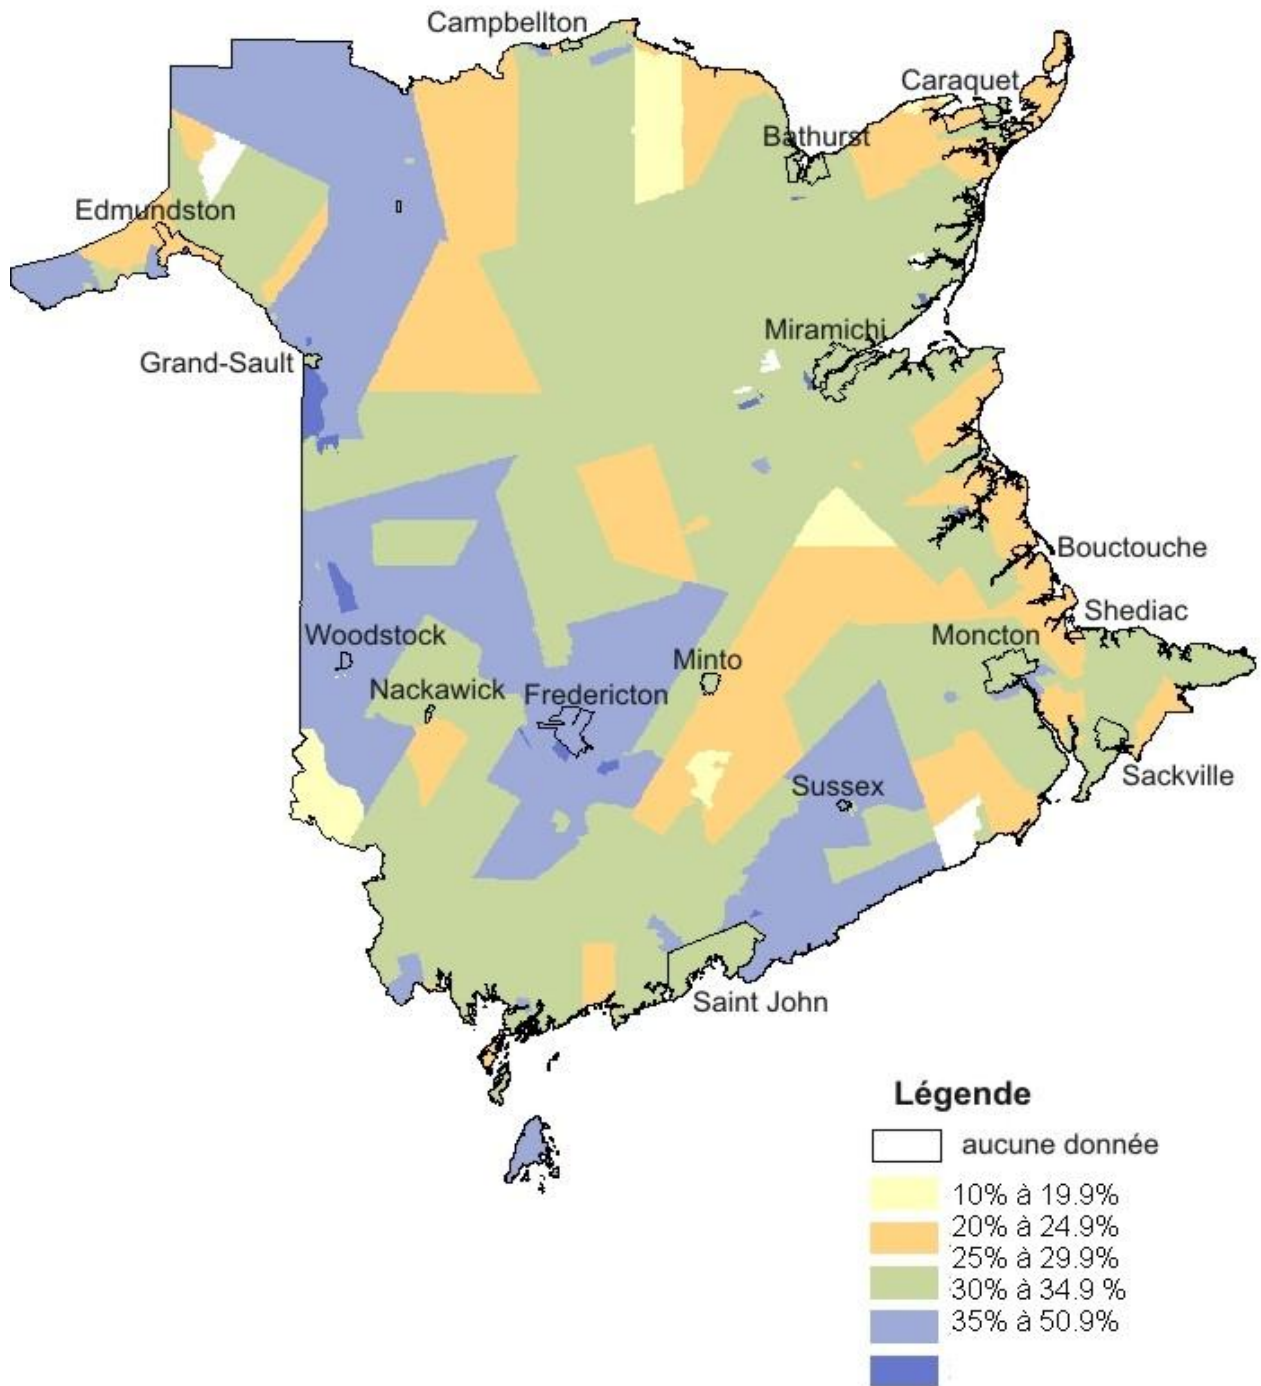 Campbellton
Caraquet
Bathurst
Edmundston
Miramichi
Grand-Sault
Bouctouche
Shediac
Woodstock
Moncton
Minto
Nackawick
Fredericton
Sackville
Sussex
Saint John
Légende
aucune donnée
10% à 19.9%
20% à 24.9%
25% à 29.9%
30% à 34.9 %
35% à 50.9%